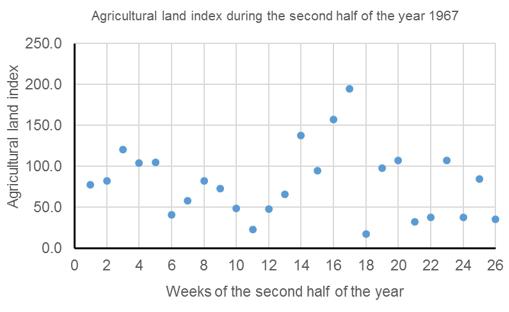 Agricultural land index during the second half of the year 1967
Agricultural land index
250.0
200.0
150.0
100.0
50.0
0.0
0 2 4 6 8 10 12 14 16 18 20 22 24 26
Weeks of the second half of the year